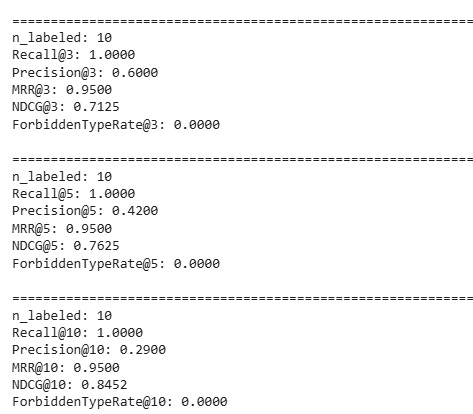 ================================================================
n_labeled: 10
Recall@3: 1.0000
Precision@3: 0.6000
MRR@3: 0.9500
NDCG@3: 0.7125
ForbiddenTypeRate@3: 0.0000
================================================================
n_labeled: 10
Recall@5: 1.0000
Precision@5: 0.4200
MRR@5: 0.9500
NDCG@5: 0.7625
ForbiddenTypeRate@5: 0.0000
================================================================
n_labeled: 10
Recall@10: 1.0000
Precision@10: 0.2900
MRR@10: 0.9500
NDCG@10: 0.8452
ForbiddenTypeRate@10: 0.0000